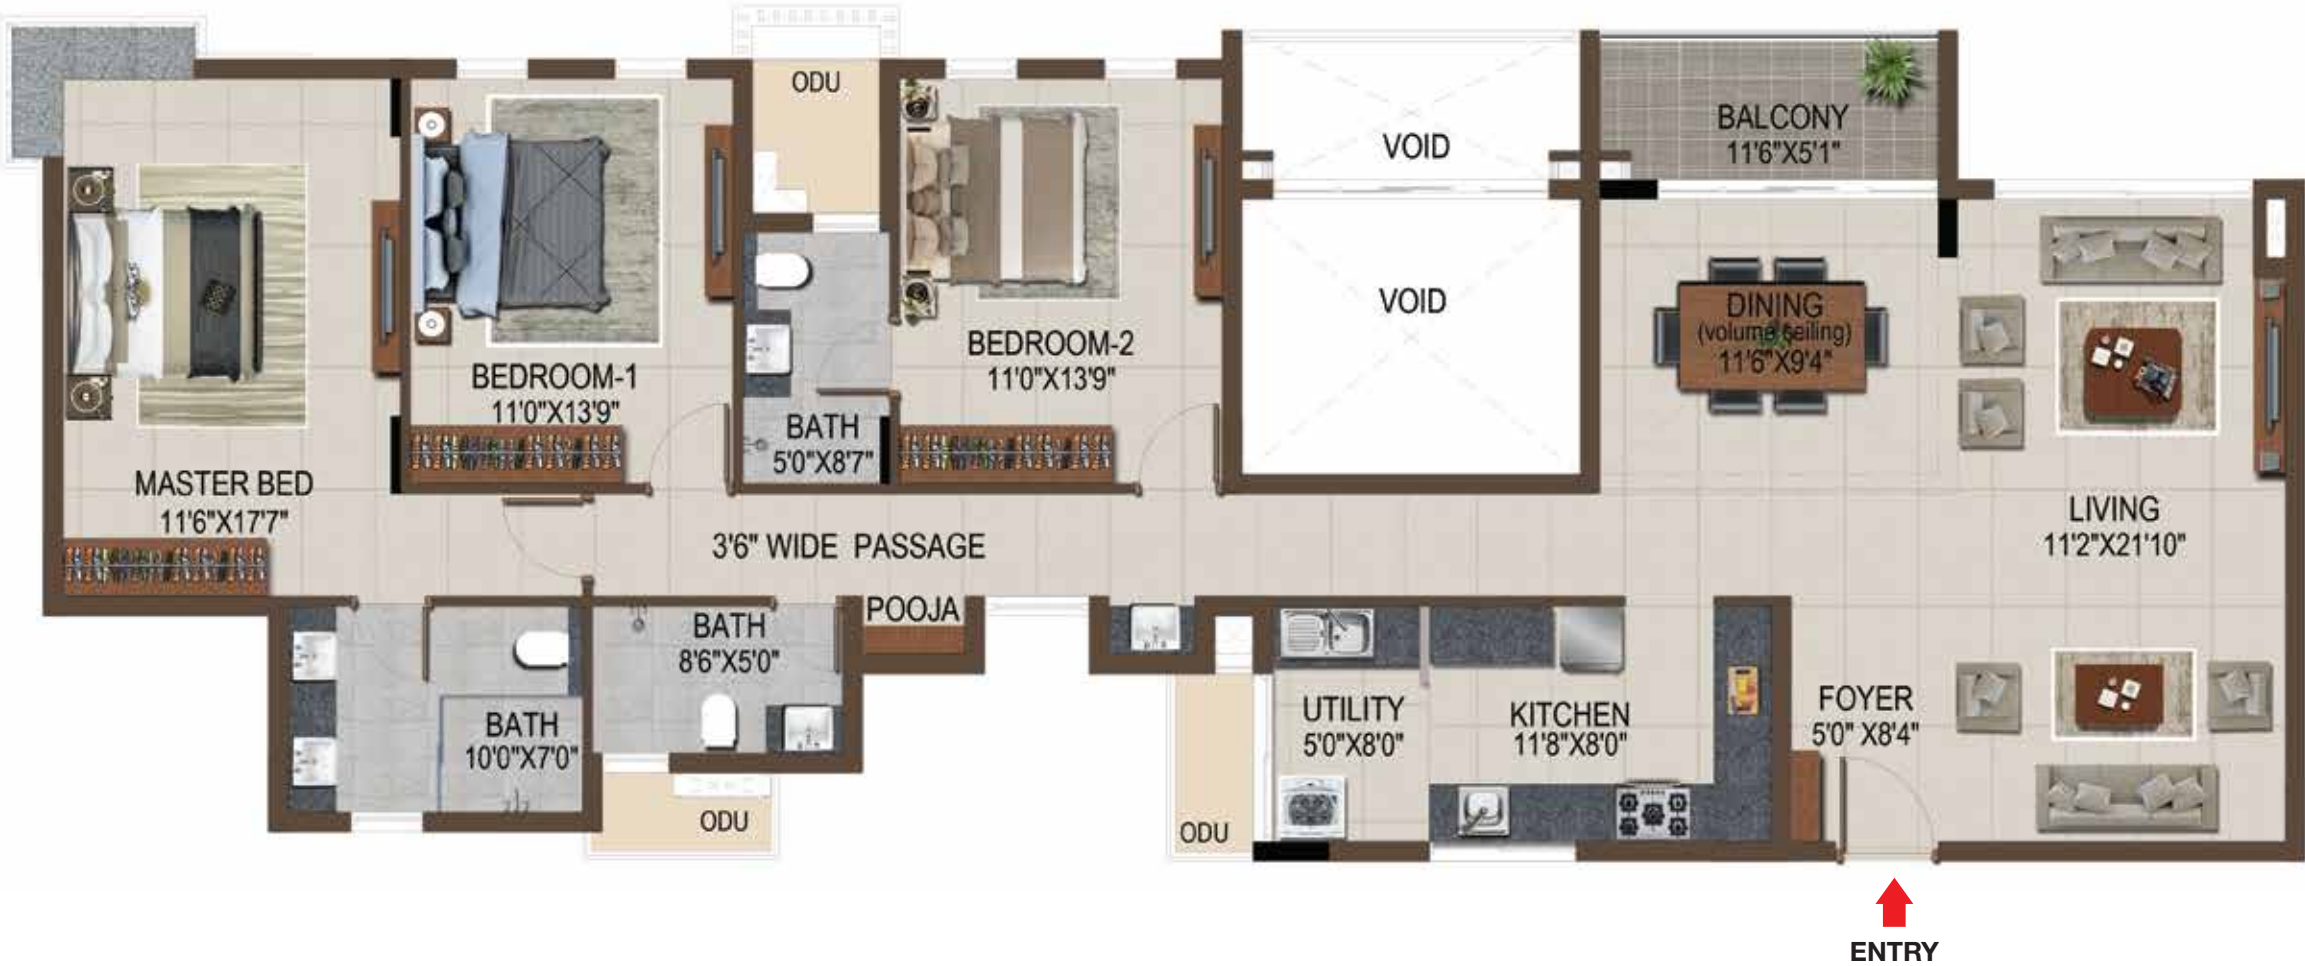 ODU
BALCONY
11'6"X5'1"
VOID
VOID
DINING
(volume ceiling)
11'6"X9'4"
BEDROOM-2
11'0"X13'9"
BEDROOM-1
11'0"X13'9"
BATH
5'0"X8'7"
MASTER BED
11'6"X17'7"
LIVING
11'2"X21'10"
3'6" WIDE PASSAGE
POOJA
BATH
8'6"X5'0"
BATH
10'0"X7'0"
UTILITY
5'0"X8'0"
KITCHEN
11'8"X8'0"
FOYER
5'0" X8'4"
ODU
ODU
ENTRY